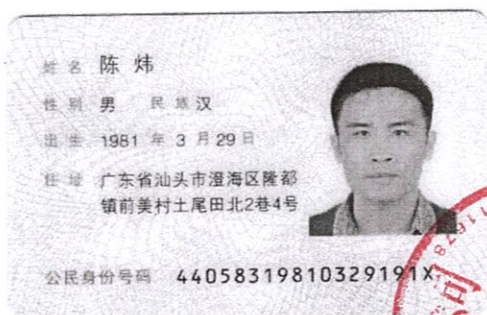 姓名 陈炜
性别 男 民族 汉
出生 1981 年 3 月 29 日
住址 广东省汕头市澄海区隆都
镇前美村土尾田北2巷4号
公民身份号码 44058319810329191X